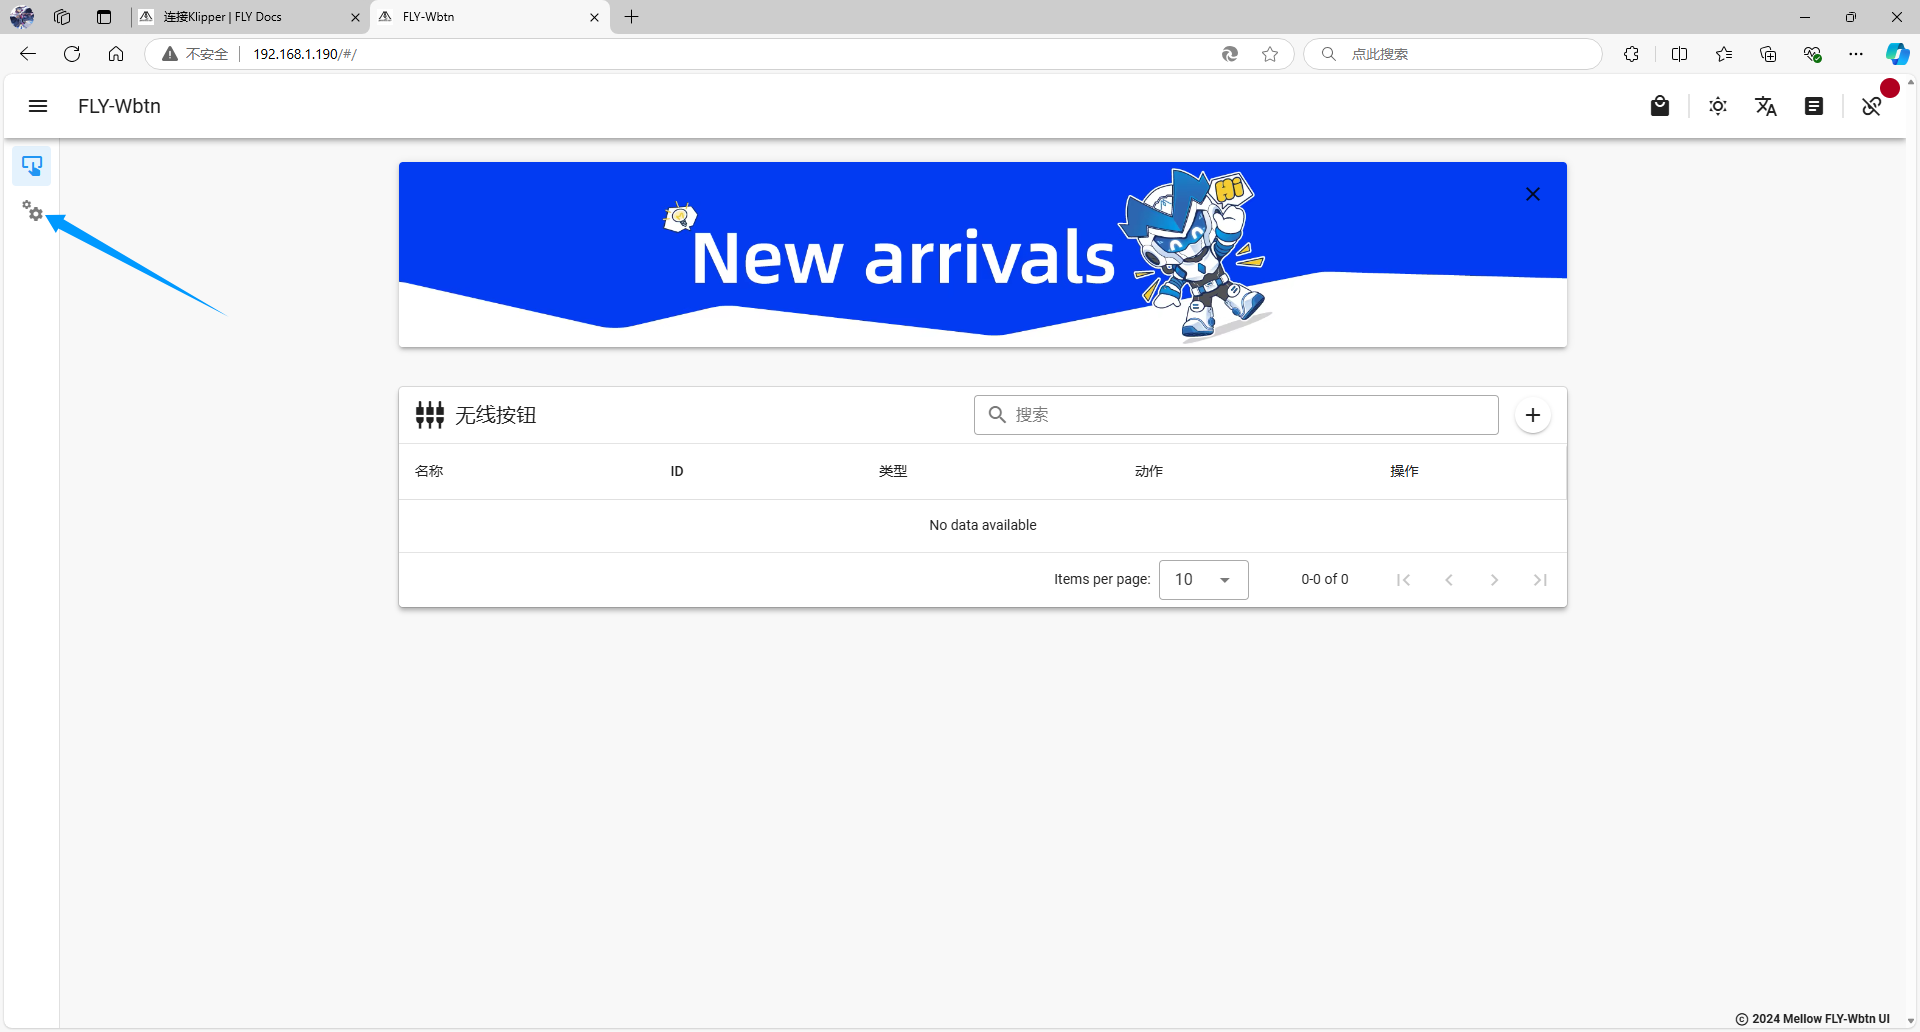 连接Klipper | FLY Docs
FLY-Wbtn
不安全
192.168.1.190/#/
点此搜索
FLY-Wbtn
Hi
New arrivals
无线按钮
搜索
名称 ID 类型 动作 操作
No data available
Items per page: 10 0-0 of 0
© 2024 Mellow FLY-Wbtn UI